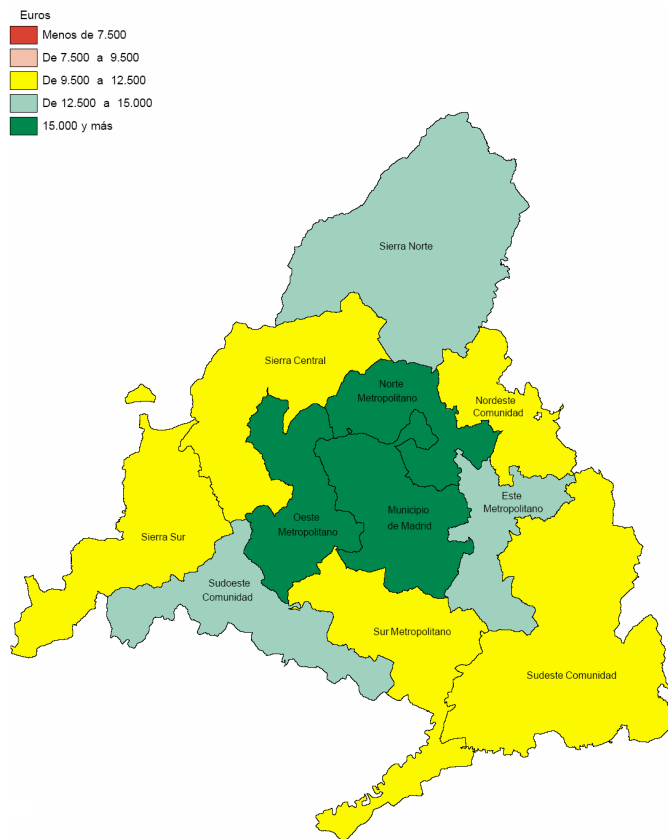 Euros
Menos de 7.500
De 7.500 a 9.500
De 9.500 a 12.500
De 12.500 a 15.000
15.000 y más
Sierra Norte
Sierra Central
Norte
Metropolitano
Nordeste
Comunidad
Este
Metropolitano
Municipio
de Madrid
Oeste
Metropolitano
Sierra Sur
Sudoeste
Comunidad
Sur Metropolitano
Sudeste Comunidad